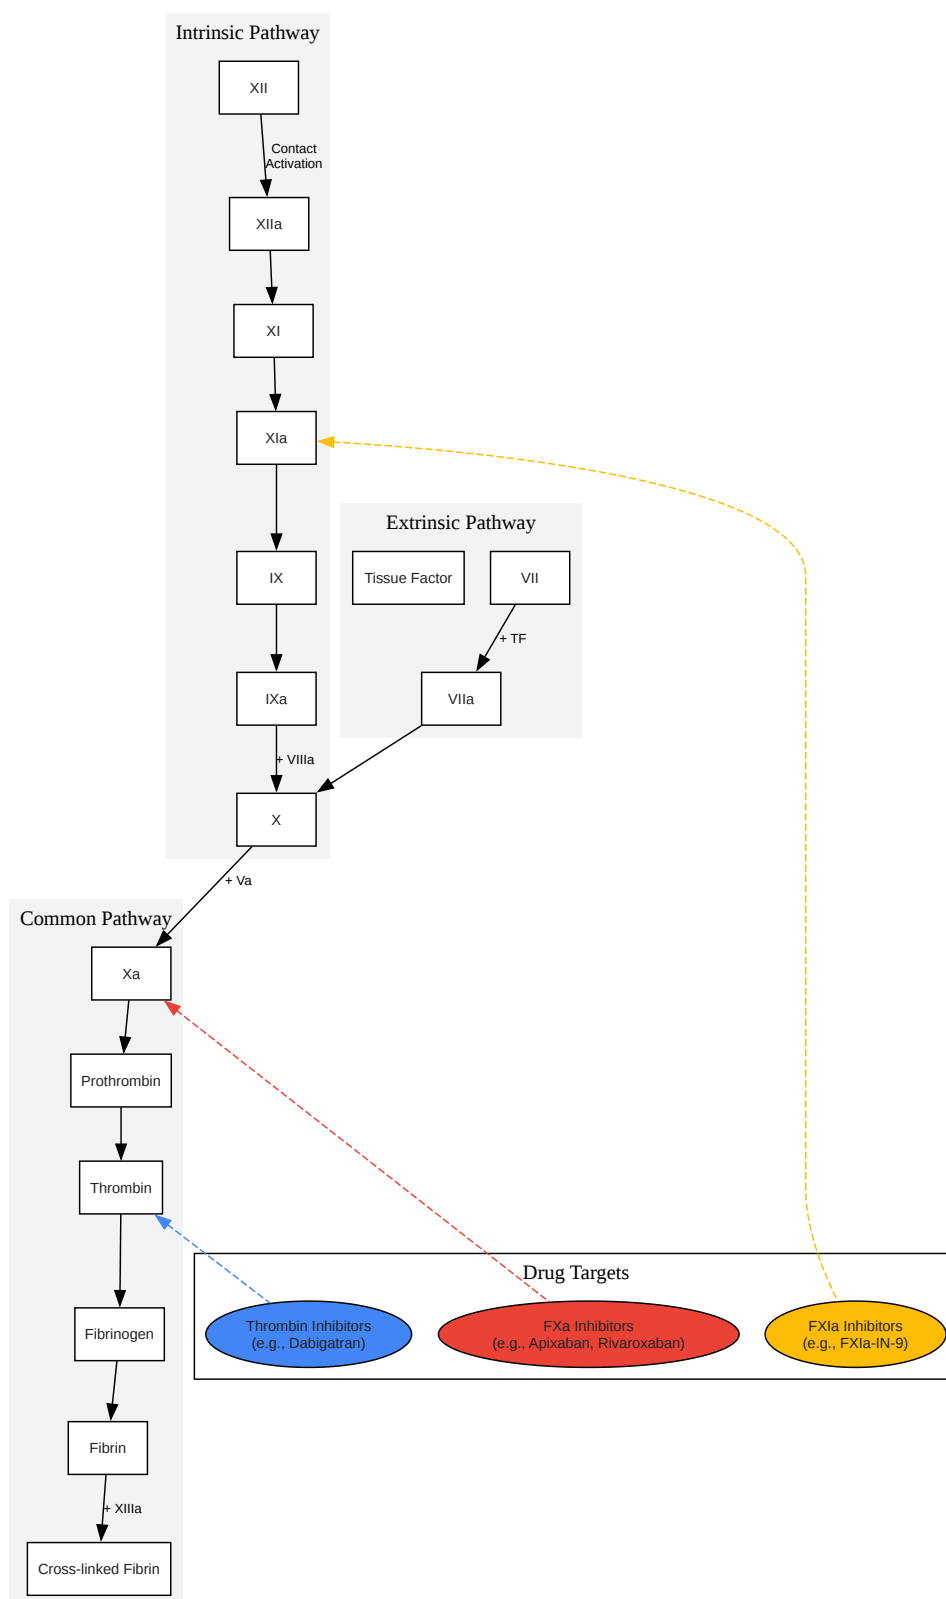 Intrinsic Pathway
XII
Contact
Activation
XIIa
XI
XIa
Extrinsic Pathway
IX
Tissue Factor
VII
+ TF
IXa
VIIa
+ VIIIa
X
+ Va
Common Pathway
Xa
Prothrombin
Thrombin
Drug Targets
Fibrinogen
Thrombin Inhibitors
(e.g., Dabigatran)
FXa Inhibitors
(e.g., Apixaban, Rivaroxaban)
FXIa Inhibitors
(e.g., FXIa-IN-9)
Fibrin
+ XIIIa
Cross-linked Fibrin